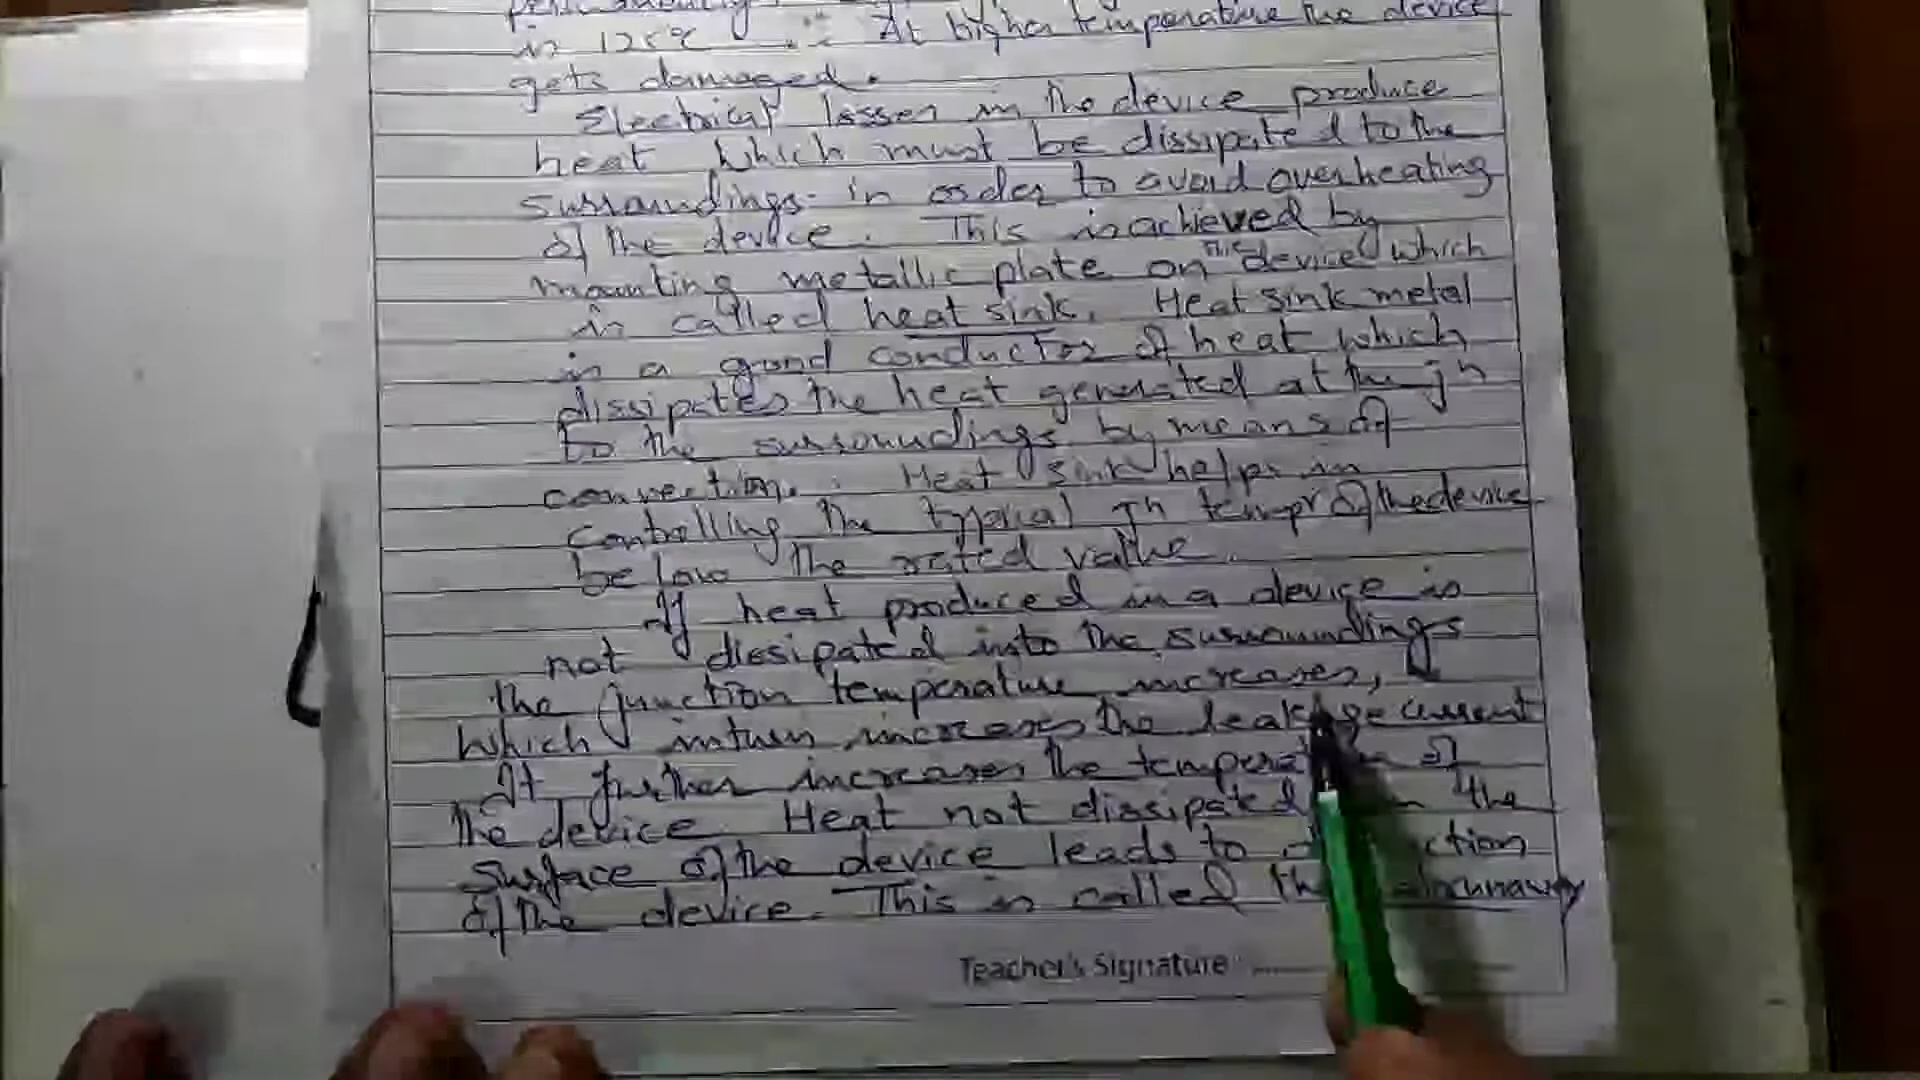 is 125°C ∴ At higher temperature the device
gets damaged.
Electrical losses in the device produce
heat which must be dissipated to the
surroundings in order to avoid overheating
of the device. This is achieved by
mounting metallic plate on the device which
is called heat sink. Heat sink metal
is a good conductor of heat which
dissipates the heat generated at the jn
to the surroundings by means of
convection. Heat sink helps in
controlling the typical Jn tempr of the device
below the rated value.
If heat produced in a device is
not dissipated into the surroundings
the junction temperature increases,
which inturn increases the leakage current
It further increases the temperature of
the device. Heat not dissipated the
surface of the device leads to
of the device. This is called
Teacher's Signature